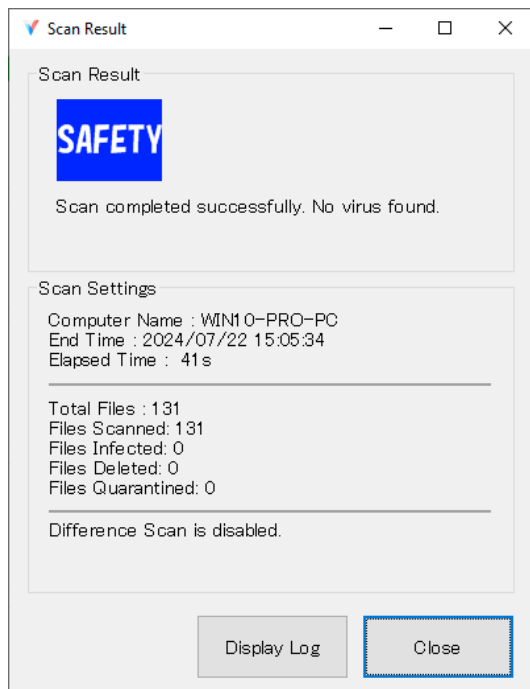 Scan Result
Scan Result
SAFETY
Scan completed successfully. No virus found.
Scan Settings
Computer Name : WIN10-PRO-PC
End Time : 2024/07/22 15:05:34
Elapsed Time :  41s
Total Files : 131
Files Scanned: 131
Files Infected: 0
Files Deleted: 0
Files Quarantined: 0
Difference Scan is disabled.
Display Log
Close